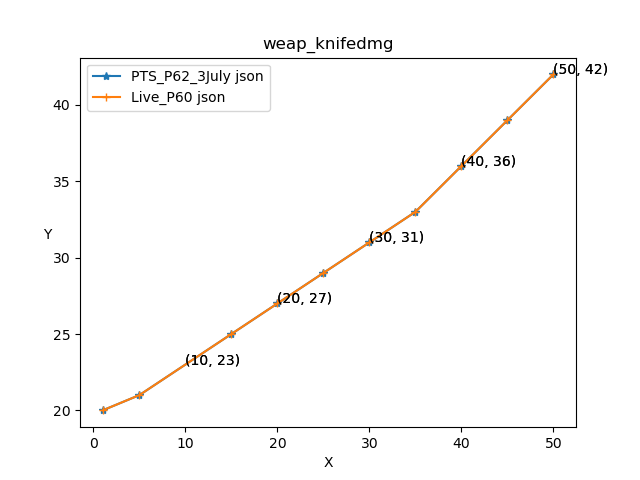 weap_knifedmg
PTS_P62_3July json
Live_P60 json
(50, 42)
(40, 36)
(30, 31)
(20, 27)
(10, 23)
Y
40
35
30
25
20
0 10 20 30 40 50
X